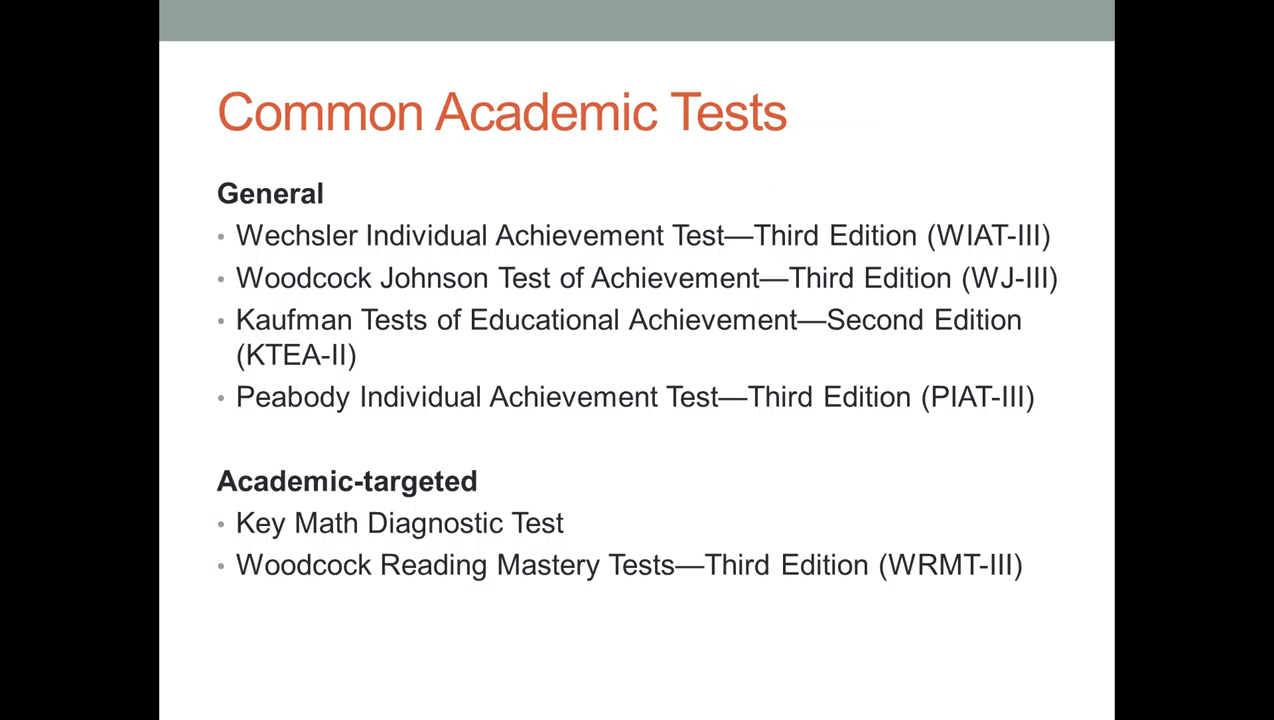 Common Academic Tests
General
• Wechsler Individual Achievement Test—Third Edition (WIAT-III)
• Woodcock Johnson Test of Achievement—Third Edition (WJ-III)
• Kaufman Tests of Educational Achievement—Second Edition
(KTEA-II)
• Peabody Individual Achievement Test—Third Edition (PIAT-III)
Academic-targeted
• Key Math Diagnostic Test
• Woodcock Reading Mastery Tests—Third Edition (WRMT-III)